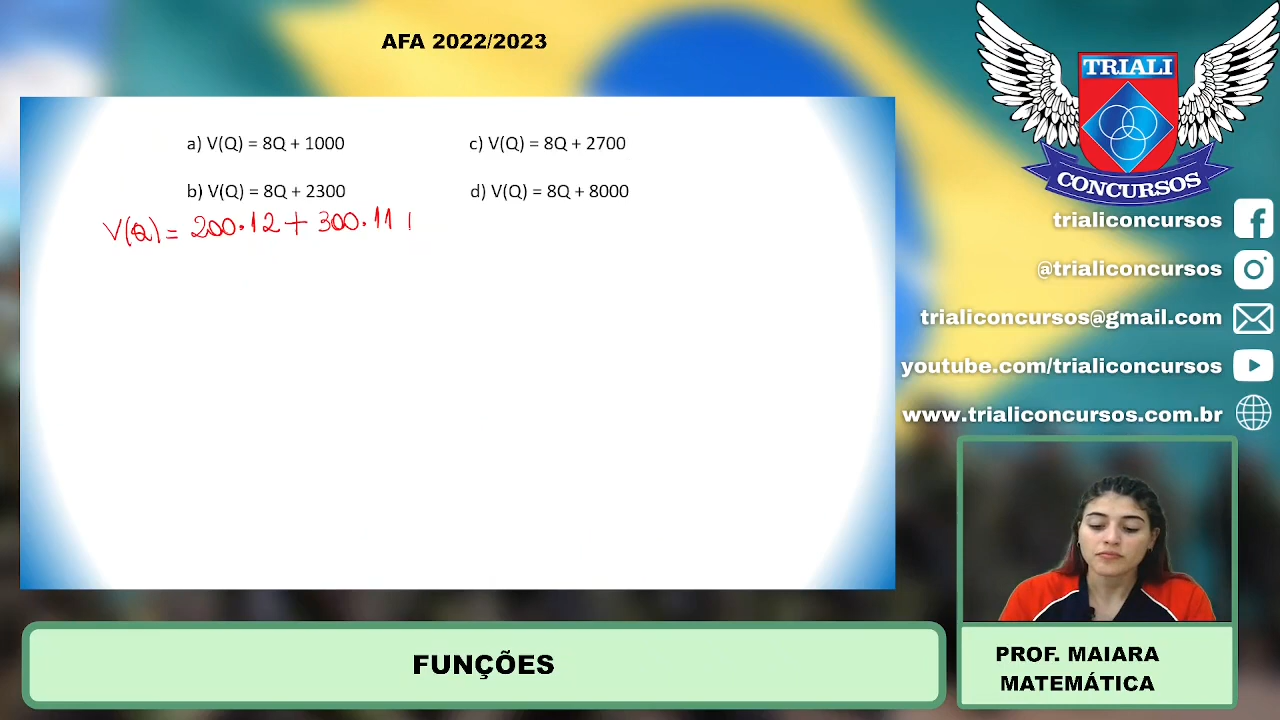 AFA 2022/2023
TRIALI
CONCURSOS
a) V(Q) = 8Q + 1000
c) V(Q) = 8Q + 2700
b) V(Q) = 8Q + 2300
d) V(Q) = 8Q + 8000
V(Q) = 200·12 + 300·11
trialiconcursos
@trialiconcursos
trialiconcursos@gmail.com
youtube.com/trialiconcursos
www.trialiconcursos.com.br
FUNÇÕES
PROF. MAIARA
MATEMÁTICA